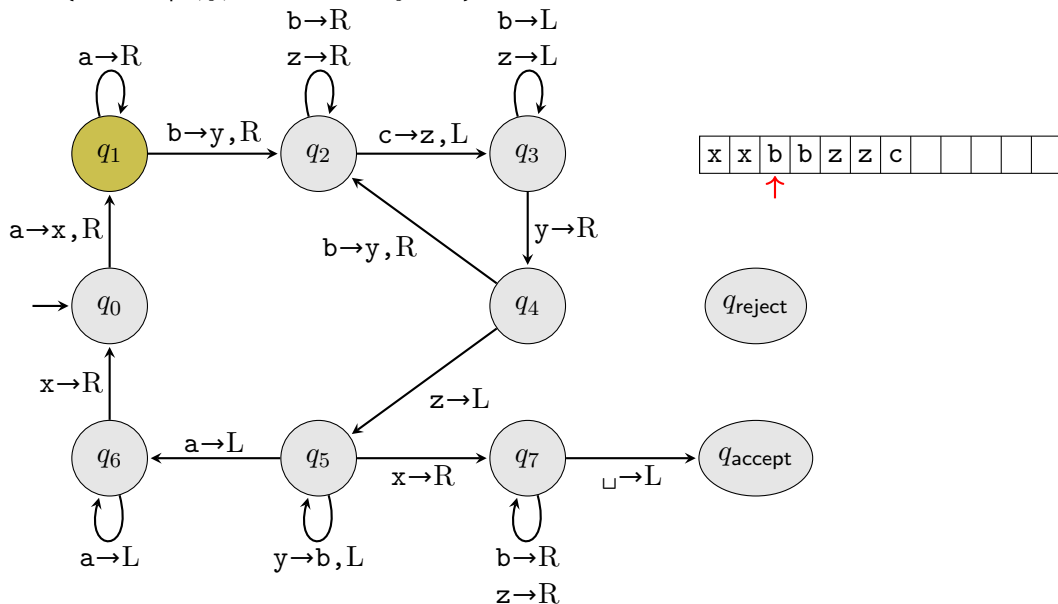 b→R
b→L
z→R
z→L
a→R
q1
b→y,R
q2
c→z,L
q3
x x b b z z c
↑
a→x,R
b→y,R
y→R
q0
q4
qreject
x→R
z→L
q6
a→L
q5
x→R
q7
␣→L
qaccept
a→L
y→b,L
b→R
z→R